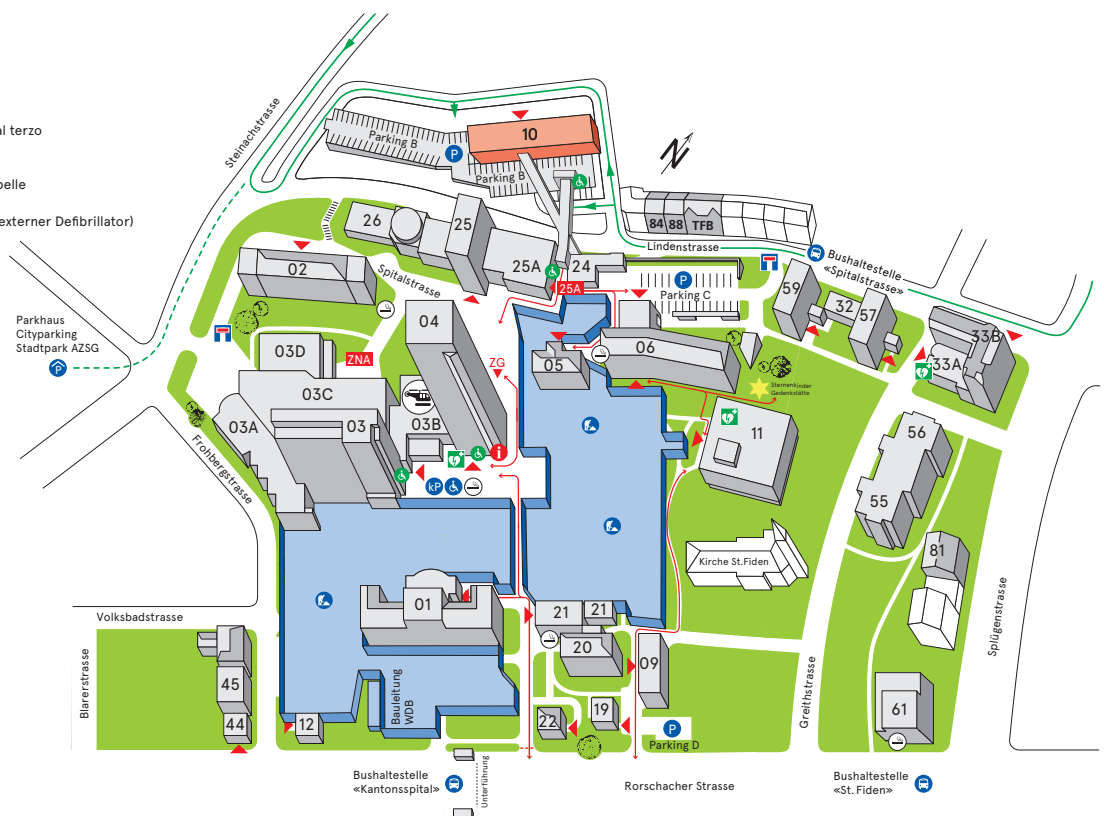 al terzo
elle
externer Defibrillator)
Steinachstrasse
Parking B
P
10
Parking B
N
26
25
84 88 TFB
Lindenstrasse
Bushaltestelle
«Spitalstrasse»
02
25A
24
P
Parking C
25A
59
32
57
33B
33A
Spitalstrasse
04
Parkhaus
Cityparking
Stadtpark AZSG
P
03D
ZNA
ZG
05
06
Sternenkinder
Gedenkstätte
03C
03A
03
03B
11
56
Frohbergstrasse
i
kP
55
Kirche St.Fiden
81
01
21
21
Volksbadstrasse
20
09
Splügenstrasse
Blarerstrasse
45
44
12
Bauleitung
WDB
22
19
P
Parking D
Greithstrasse
61
Bushaltestelle
«Kantonsspital»
Unterführung
Rorschacher Strasse
Bushaltestelle
«St. Fiden»